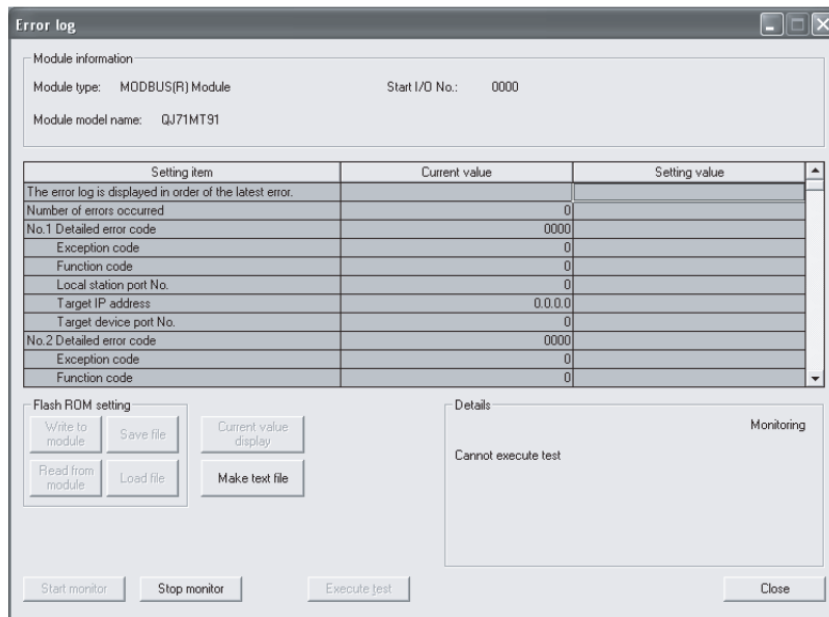 Error log
Module information
Module type: MODBUS(R) Module Start I/O No.: 0000
Module model name: QJ71MT91
Setting item Current value Setting value
The error log is displayed in order of the latest error.
Number of errors occurred 0
No.1 Detailed error code 0000
Exception code 0
Function code 0
Local station port No. 0
Target IP address 0.0.0.0
Target device port No. 0
No.2 Detailed error code 0000
Exception code 0
Function code 0
Flash ROM setting
Write to module
Save file
Current value display
Read from module
Load file
Make text file
Details
Monitoring
Cannot execute test
Start monitor Stop monitor Execute test Close